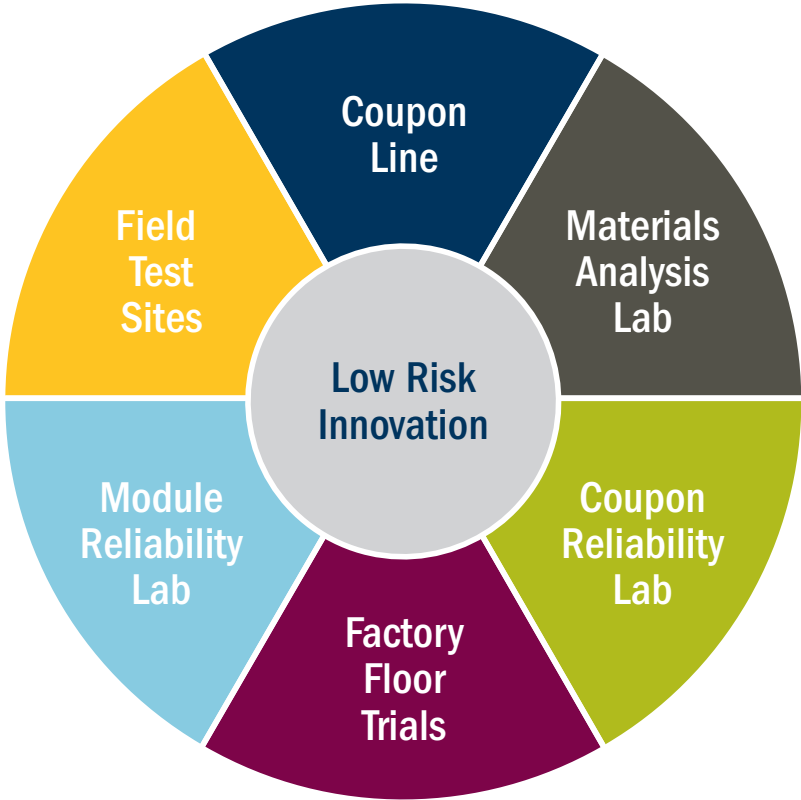 Coupon
Line
Materials
Analysis
Lab
Coupon
Reliability
Lab
Factory
Floor
Trials
Module
Reliability
Lab
Field
Test
Sites
Low Risk
Innovation